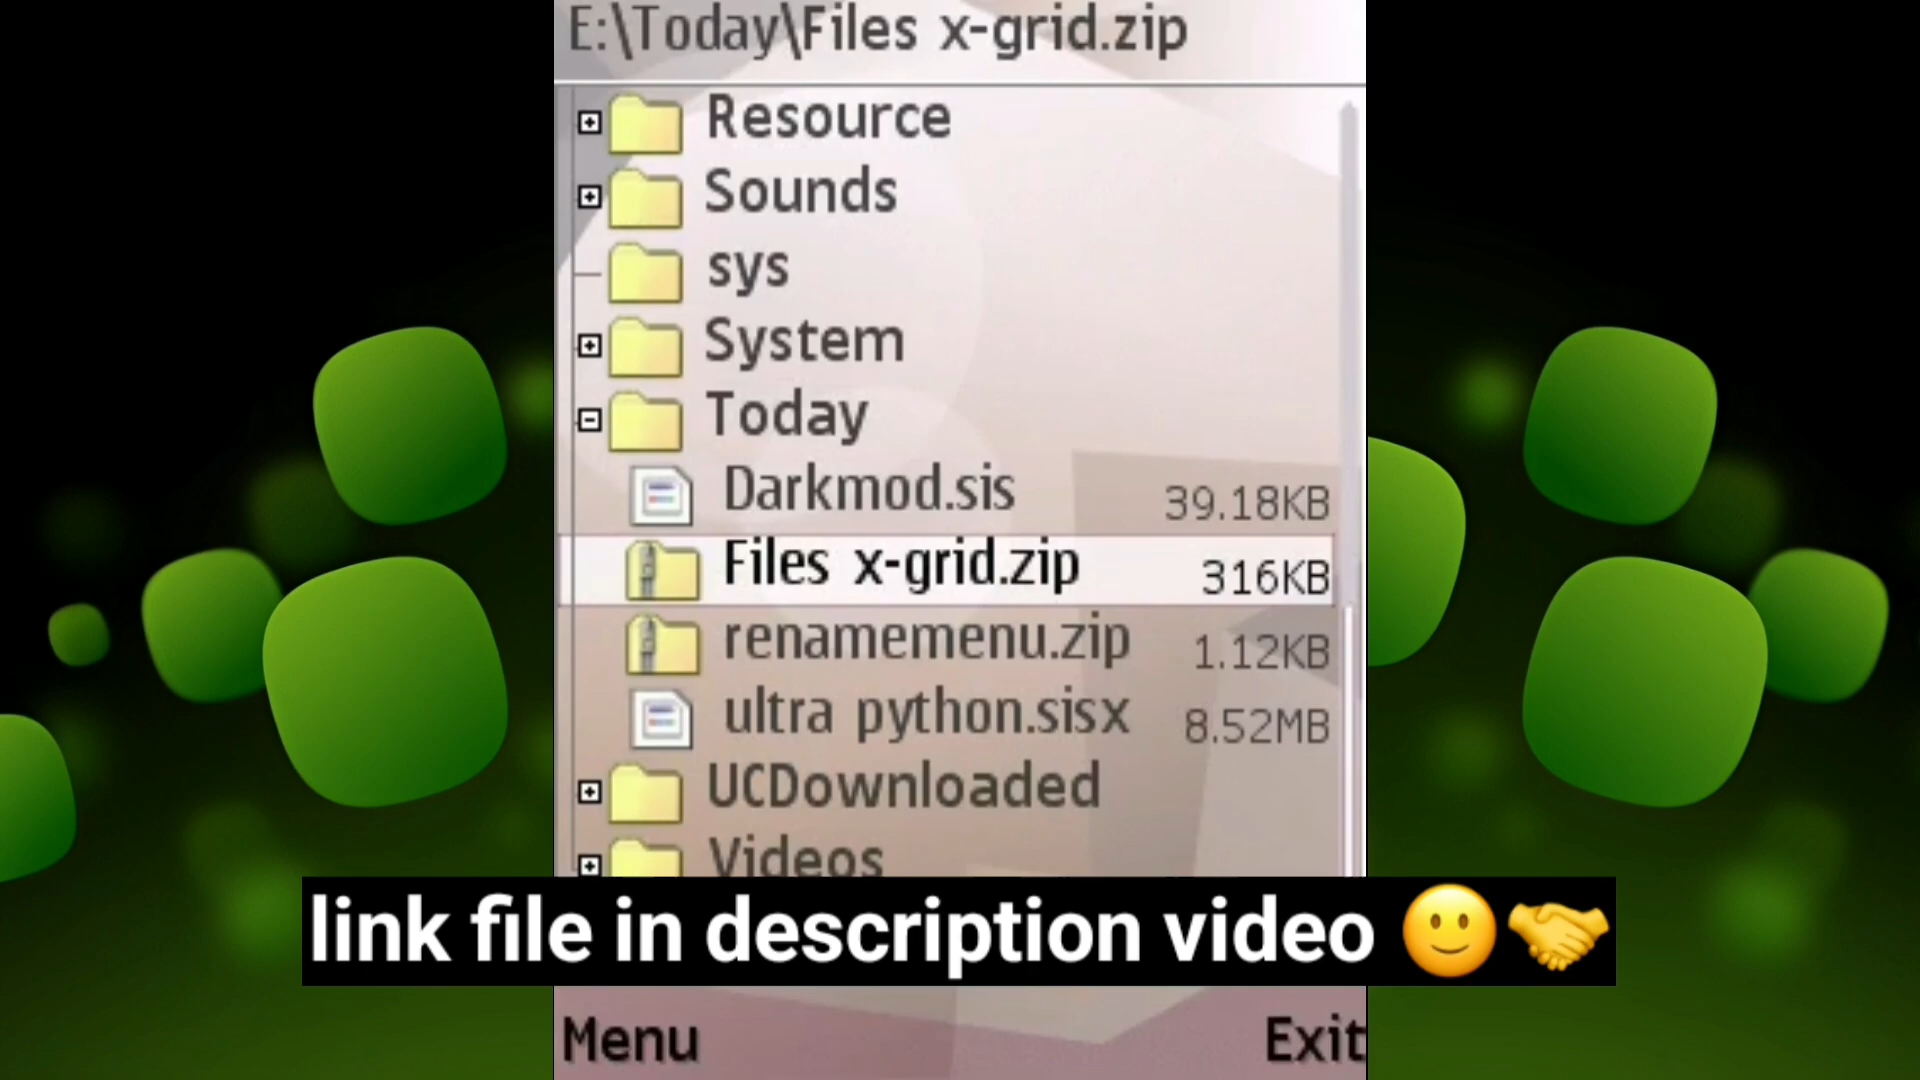 E:\Today\Files x-grid.zip
Resource
Sounds
sys
System
Today
Darkmod.sis 39.18KB
Files x-grid.zip 316KB
renamemenu.zip 1.12KB
ultra python.sisx 8.52MB
UCDownloaded
Videos
link file in description video 🙂🤝
Menu Exit